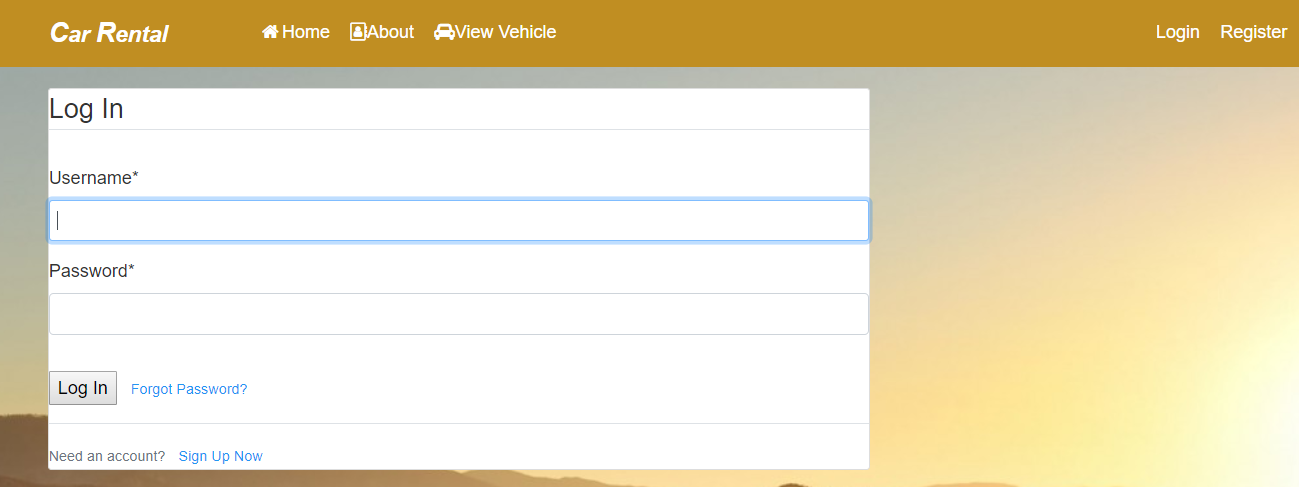 Car Rental Home About View Vehicle Login Register
Log In
Username*
Password*
Log In Forgot Password?
Need an account? Sign Up Now